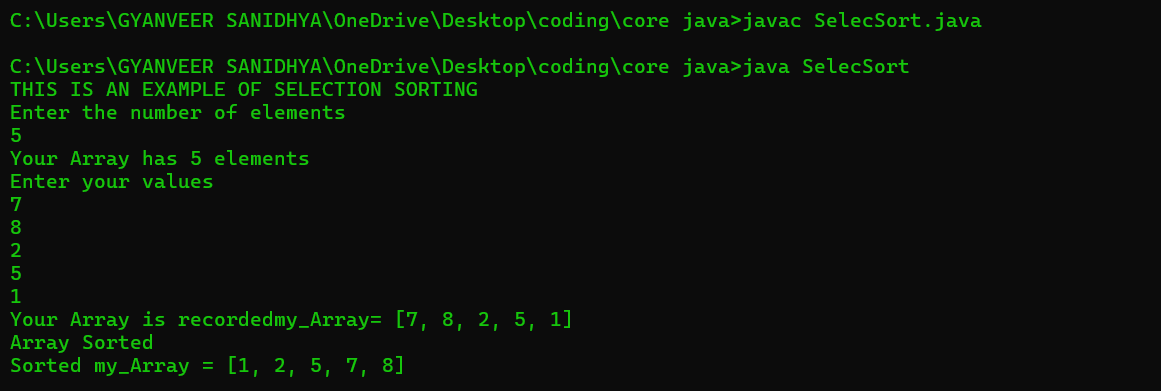 C:\Users\GYANVEER SANIDHYA\OneDrive\Desktop\coding\core java>javac SelecSort.java
C:\Users\GYANVEER SANIDHYA\OneDrive\Desktop\coding\core java>java SelecSort
THIS IS AN EXAMPLE OF SELECTION SORTING
Enter the number of elements
5
Your Array has 5 elements
Enter your values
7
8
2
5
1
Your Array is recordedmy_Array= [7, 8, 2, 5, 1]
Array Sorted
Sorted my_Array = [1, 2, 5, 7, 8]